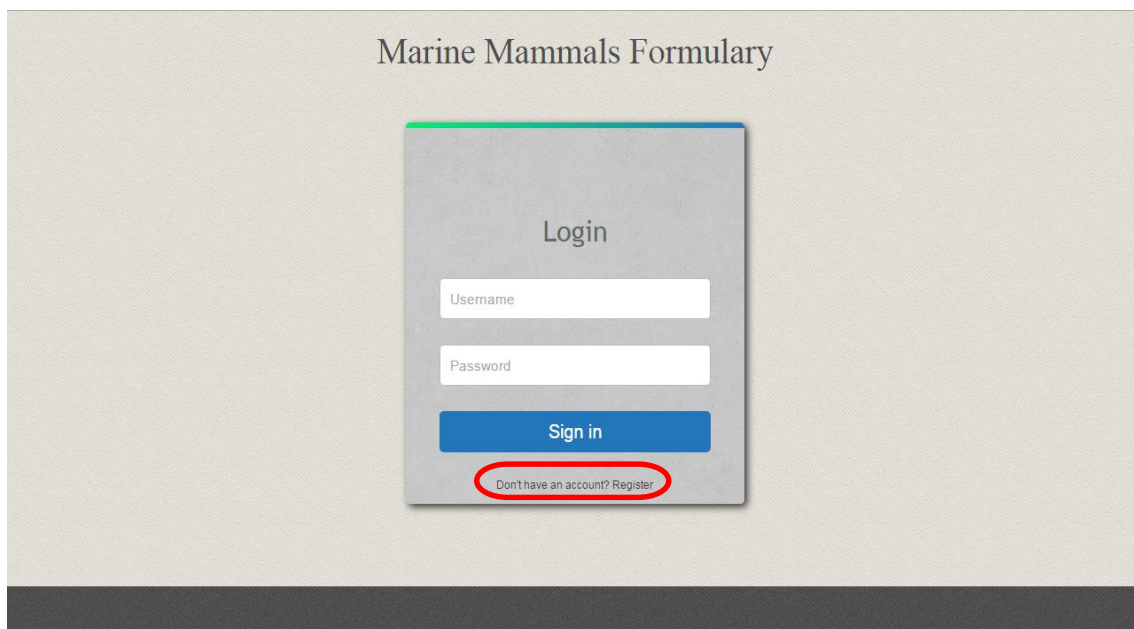 Marine Mammals Formulary
Login
Username
Password
Sign in
Don't have an account? Register